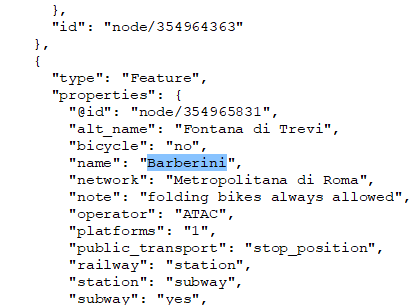 },
"id": "node/354964363"
},
{
"type": "Feature",
"properties": {
"@id": "node/354965831",
"alt_name": "Fontana di Trevi",
"bicycle": "no",
"name": "Barberini",
"network": "Metropolitana di Roma",
"note": "folding bikes always allowed",
"operator": "ATAC",
"platforms": "1",
"public_transport": "stop_position",
"railway": "station",
"station": "subway",
"subway": "yes",